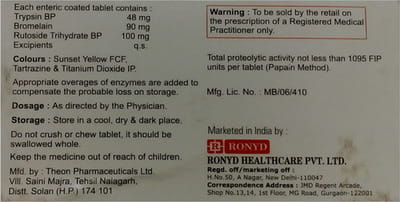 Each enteric coated tablet contains :
Trypsin BP 48 mg
Bromelain 90 mg
Rutoside Trihydrate BP 100 mg
Excipients q.s.
Colours : Sunset Yellow FCF,
Tartrazine & Titanium Dioxide IP.
Appropriate overages of enzymes are added to
compensate the probable loss on storage.
Dosage : As directed by the Physician.
Storage : Store in a cool, dry & dark place.
Do not crush or chew tablet, it should be
swallowed whole.
Keep the medicine out of reach of children.
Mfd. by : Theon Pharmaceuticals Ltd.
Vill. Saini Majra, Tehsil Nalagarh,
Distt. Solan (H.P.) 174 101
Warning : To be sold by the retail on
the prescription of a Registered Medical
Practitioner only.
Total proteolytic activity not less than 1095 FIP
units per tablet (Papain Method).
Mfg. Lic. No. : MB/06/410
Marketed in India by :
RONYD
RONYD HEALTHCARE PVT. LTD.
Regd. off/marketing off :
H.No.50, A Nagar, New Delhi-110047
Correspondence Address : JMD Regent Arcade,
Shop No.13,14, 1st Floor, MG Road, Gurgaon-122001